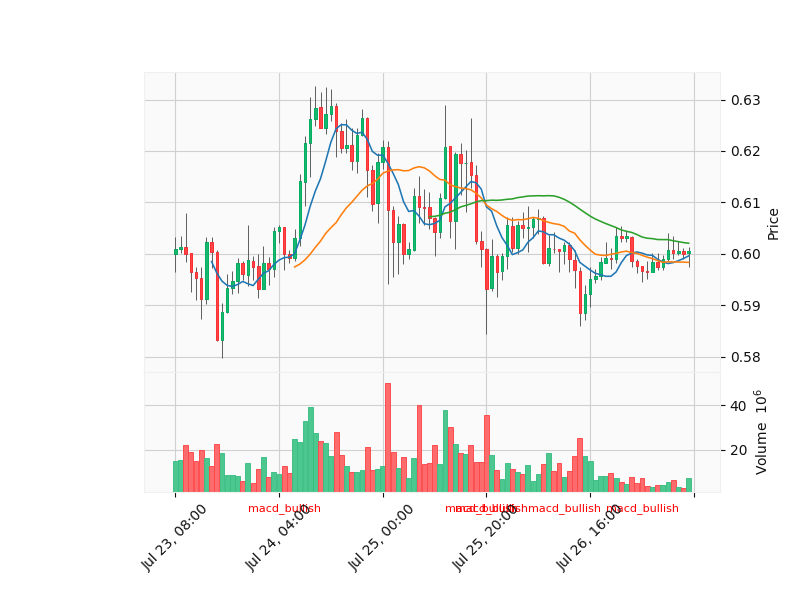 0.63
0.62
0.61
0.60
0.59
0.58
Price
40
20
Volume 10^6
macd_bullish
macd_bullish
macd_bullish
macd_bullish
Jul 23, 08:00
Jul 24, 04:00
Jul 25, 00:00
Jul 25, 20:00
Jul 26, 16:00